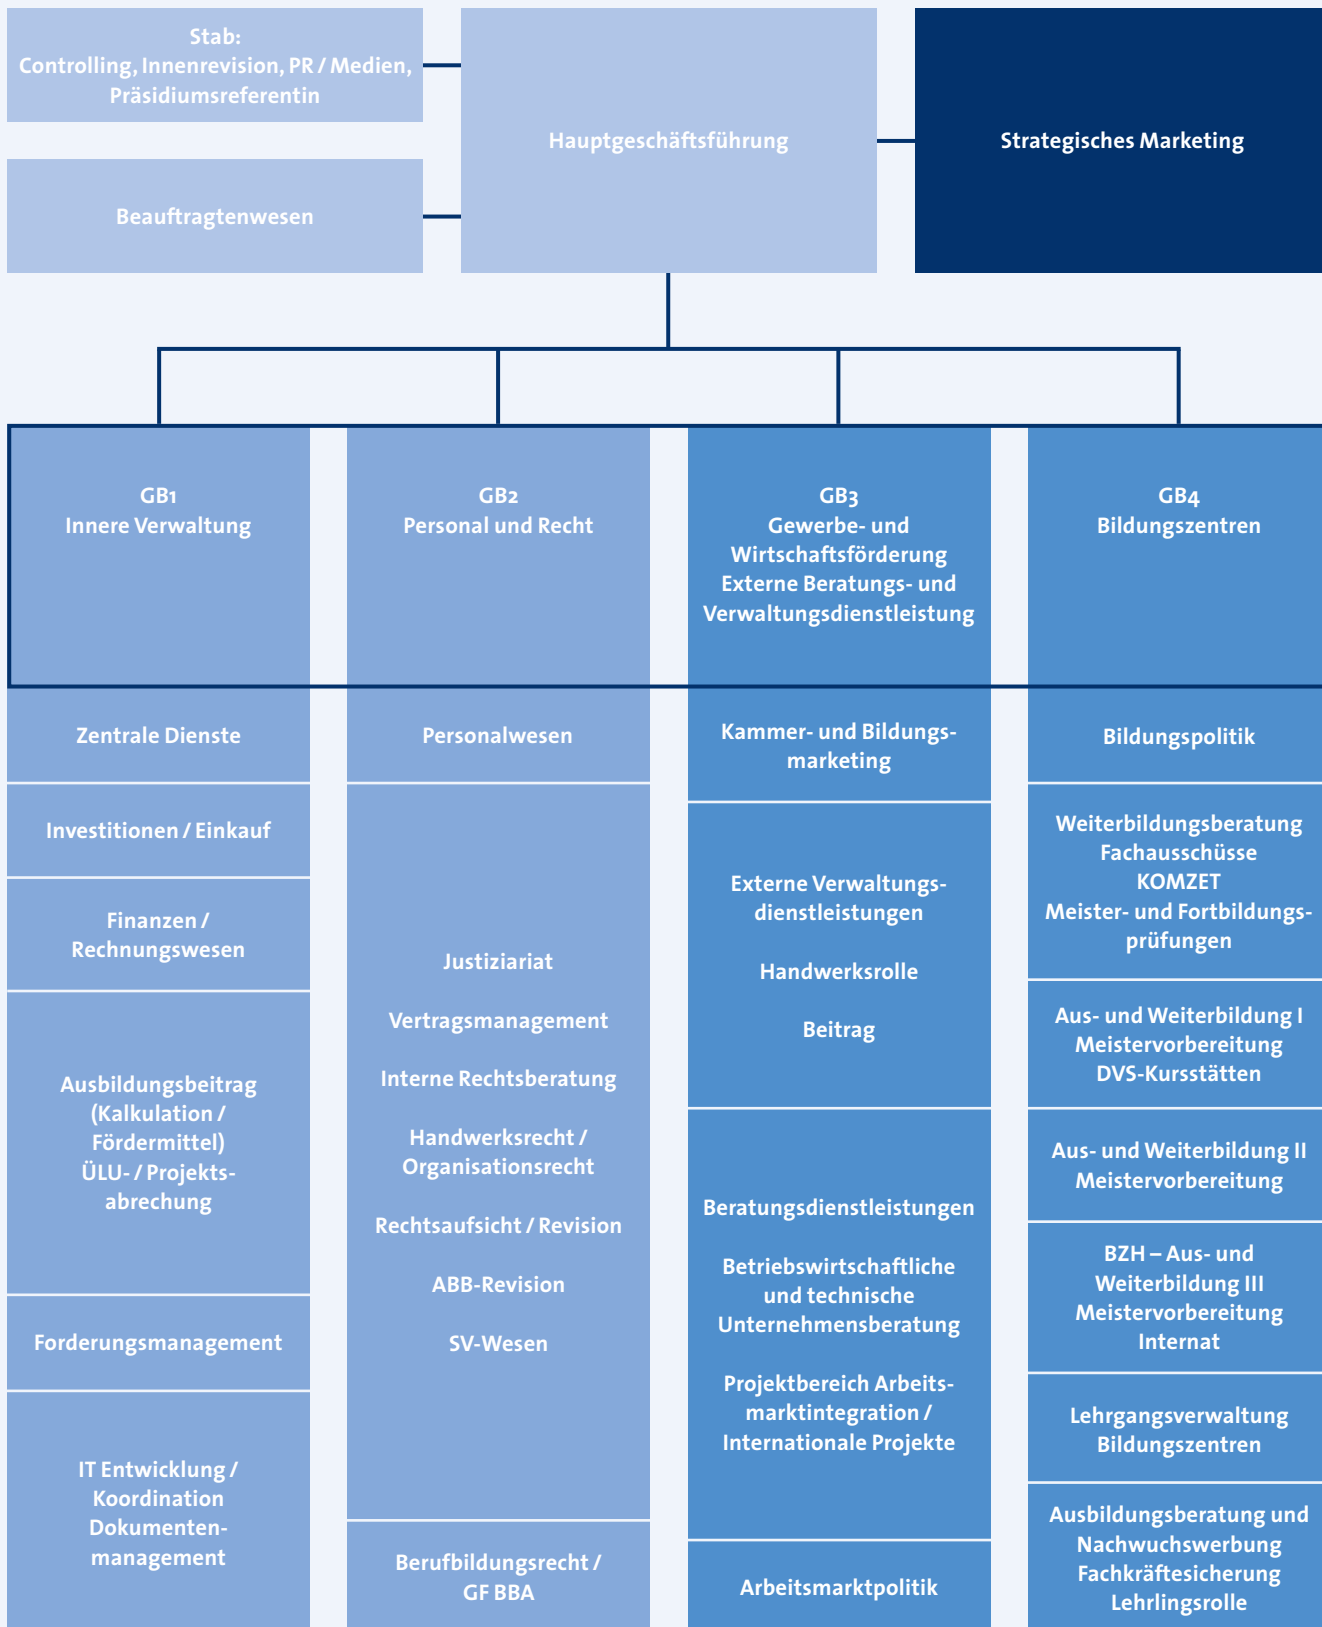 Stab:
Controlling, Innenrevision, PR / Medien,
Präsidiumsreferentin
Beauftragtenwesen
Hauptgeschäftsführung
Strategisches Marketing
GB1
Innere Verwaltung
Zentrale Dienste
Investitionen / Einkauf
Finanzen /
Rechnungswesen
Ausbildungsbeitrag
(Kalkulation /
Fördermittel)
ÜLU- / Projekts-
abrechung
Forderungsmanagement
IT Entwicklung /
Koordination
Dokumenten-
management
GB2
Personal und Recht
Personalwesen
Justiziariat
Vertragsmanagement
Interne Rechtsberatung
Handwerksrecht /
Organisationsrecht
Rechtsaufsicht / Revision
ABB-Revision
SV-Wesen
Berufbildungsrecht /
GF BBA
GB3
Gewerbe- und
Wirtschaftsförderung
Externe Beratungs- und
Verwaltungsdienstleistung
Kammer- und Bildungs-
marketing
Externe Verwaltungs-
dienstleistungen
Handwerksrolle
Beitrag
Beratungsdienstleistungen
Betriebswirtschaftliche
und technische
Unternehmensberatung
Projektbereich Arbeits-
marktintegration /
Internationale Projekte
Arbeitsmarktpolitik
GB4
Bildungszentren
Bildungspolitik
Weiterbildungsberatung
Fachausschüsse
KOMZET
Meister- und Fortbildungs-
prüfungen
Aus- und Weiterbildung I
Meistervorbereitung
DVS-Kursstätten
Aus- und Weiterbildung II
Meistervorbereitung
BZH – Aus- und
Weiterbildung III
Meistervorbereitung
Internat
Lehrgangsverwaltung
Bildungszentren
Ausbildungsberatung und
Nachwuchswerbung
Fachkräftesicherung
Lehrlingsrolle